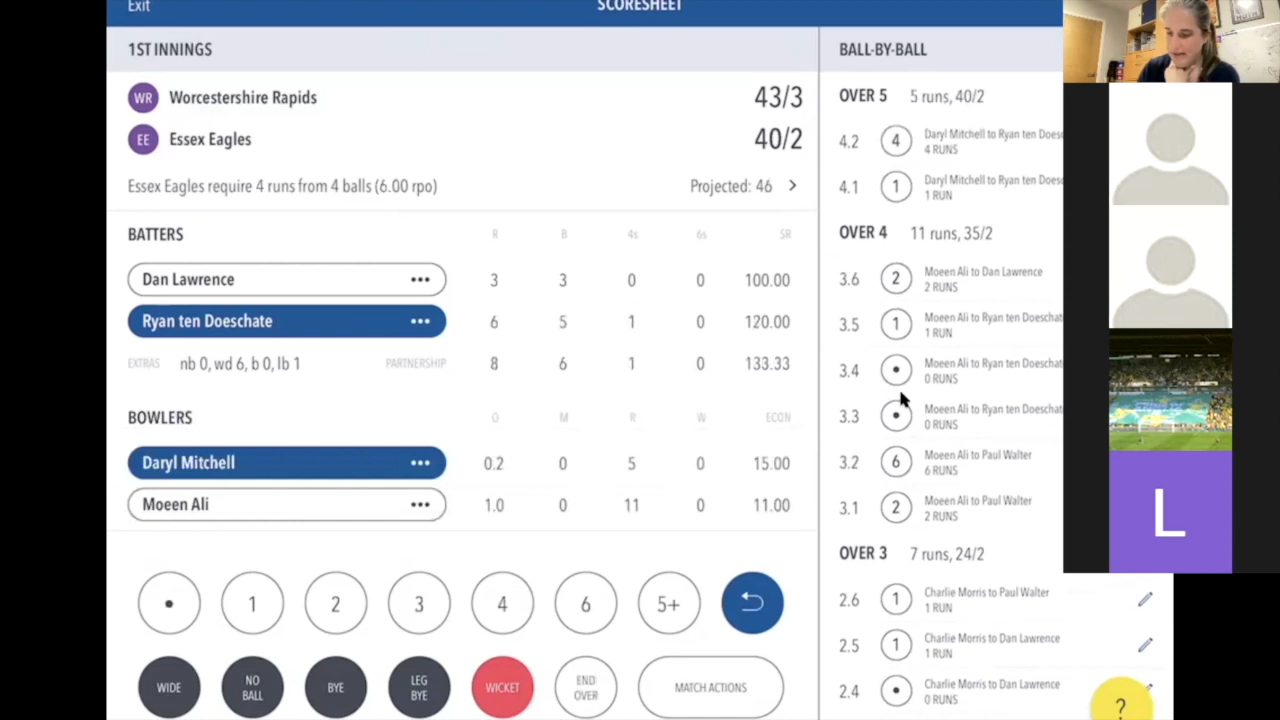 Exit
SCORESHEET
1ST INNINGS
WR Worcestershire Rapids 43/3
EE Essex Eagles 40/2
Essex Eagles require 4 runs from 4 balls (6.00 rpo) Projected: 46
BATTERS R B 4s 6s SR
Dan Lawrence 3 3 0 0 100.00
Ryan ten Doeschate 6 5 1 0 120.00
EXTRAS nb 0, wd 6, b 0, lb 1 PARTNERSHIP 8 6 1 0 133.33
BOWLERS O M R W ECON
Daryl Mitchell 0.2 0 5 0 15.00
Moeen Ali 1.0 0 11 0 11.00
1 2 3 4 6 5+
WIDE NO BALL BYE LEG BYE WICKET END OVER MATCH ACTIONS
BALL-BY-BALL
OVER 5 5 runs, 40/2
4.2 4 Daryl Mitchell to Ryan ten Doesc
4 RUNS
4.1 1 Daryl Mitchell to Ryan ten Doesc
1 RUN
OVER 4 11 runs, 35/2
3.6 2 Moeen Ali to Dan Lawrence
2 RUNS
3.5 1 Moeen Ali to Ryan ten Doeschat
1 RUN
3.4 Moeen Ali to Ryan ten Doeschat
0 RUNS
3.3 Moeen Ali to Ryan ten Doeschat
0 RUNS
3.2 6 Moeen Ali to Paul Walter
6 RUNS
3.1 2 Moeen Ali to Paul Walter
2 RUNS
OVER 3 7 runs, 24/2
2.6 1 Charlie Morris to Paul Walter
1 RUN
2.5 1 Charlie Morris to Dan Lawrence
1 RUN
2.4 Charlie Morris to Dan Lawrence
0 RUNS
?
L